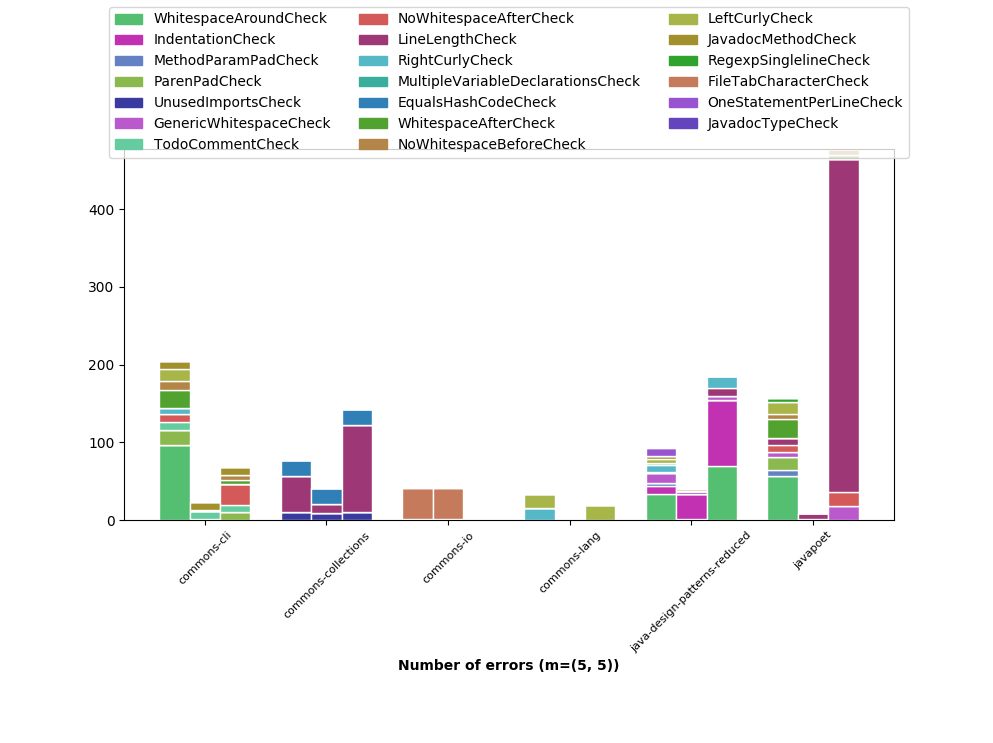 WhitespaceAroundCheck
IndentationCheck
MethodParamPadCheck
ParenPadCheck
UnusedImportsCheck
GenericWhitespaceCheck
TodoCommentCheck
NoWhitespaceAfterCheck
LineLengthCheck
RightCurlyCheck
MultipleVariableDeclarationsCheck
EqualsHashCodeCheck
WhitespaceAfterCheck
NoWhitespaceBeforeCheck
LeftCurlyCheck
JavadocMethodCheck
RegexpSinglelineCheck
FileTabCharacterCheck
OneStatementPerLineCheck
JavadocTypeCheck
400
300
200
100
0
commons-cli
commons-collections
commons-io
commons-lang
java-design-patterns-reduced
javapoet
Number of errors (m=(5, 5))